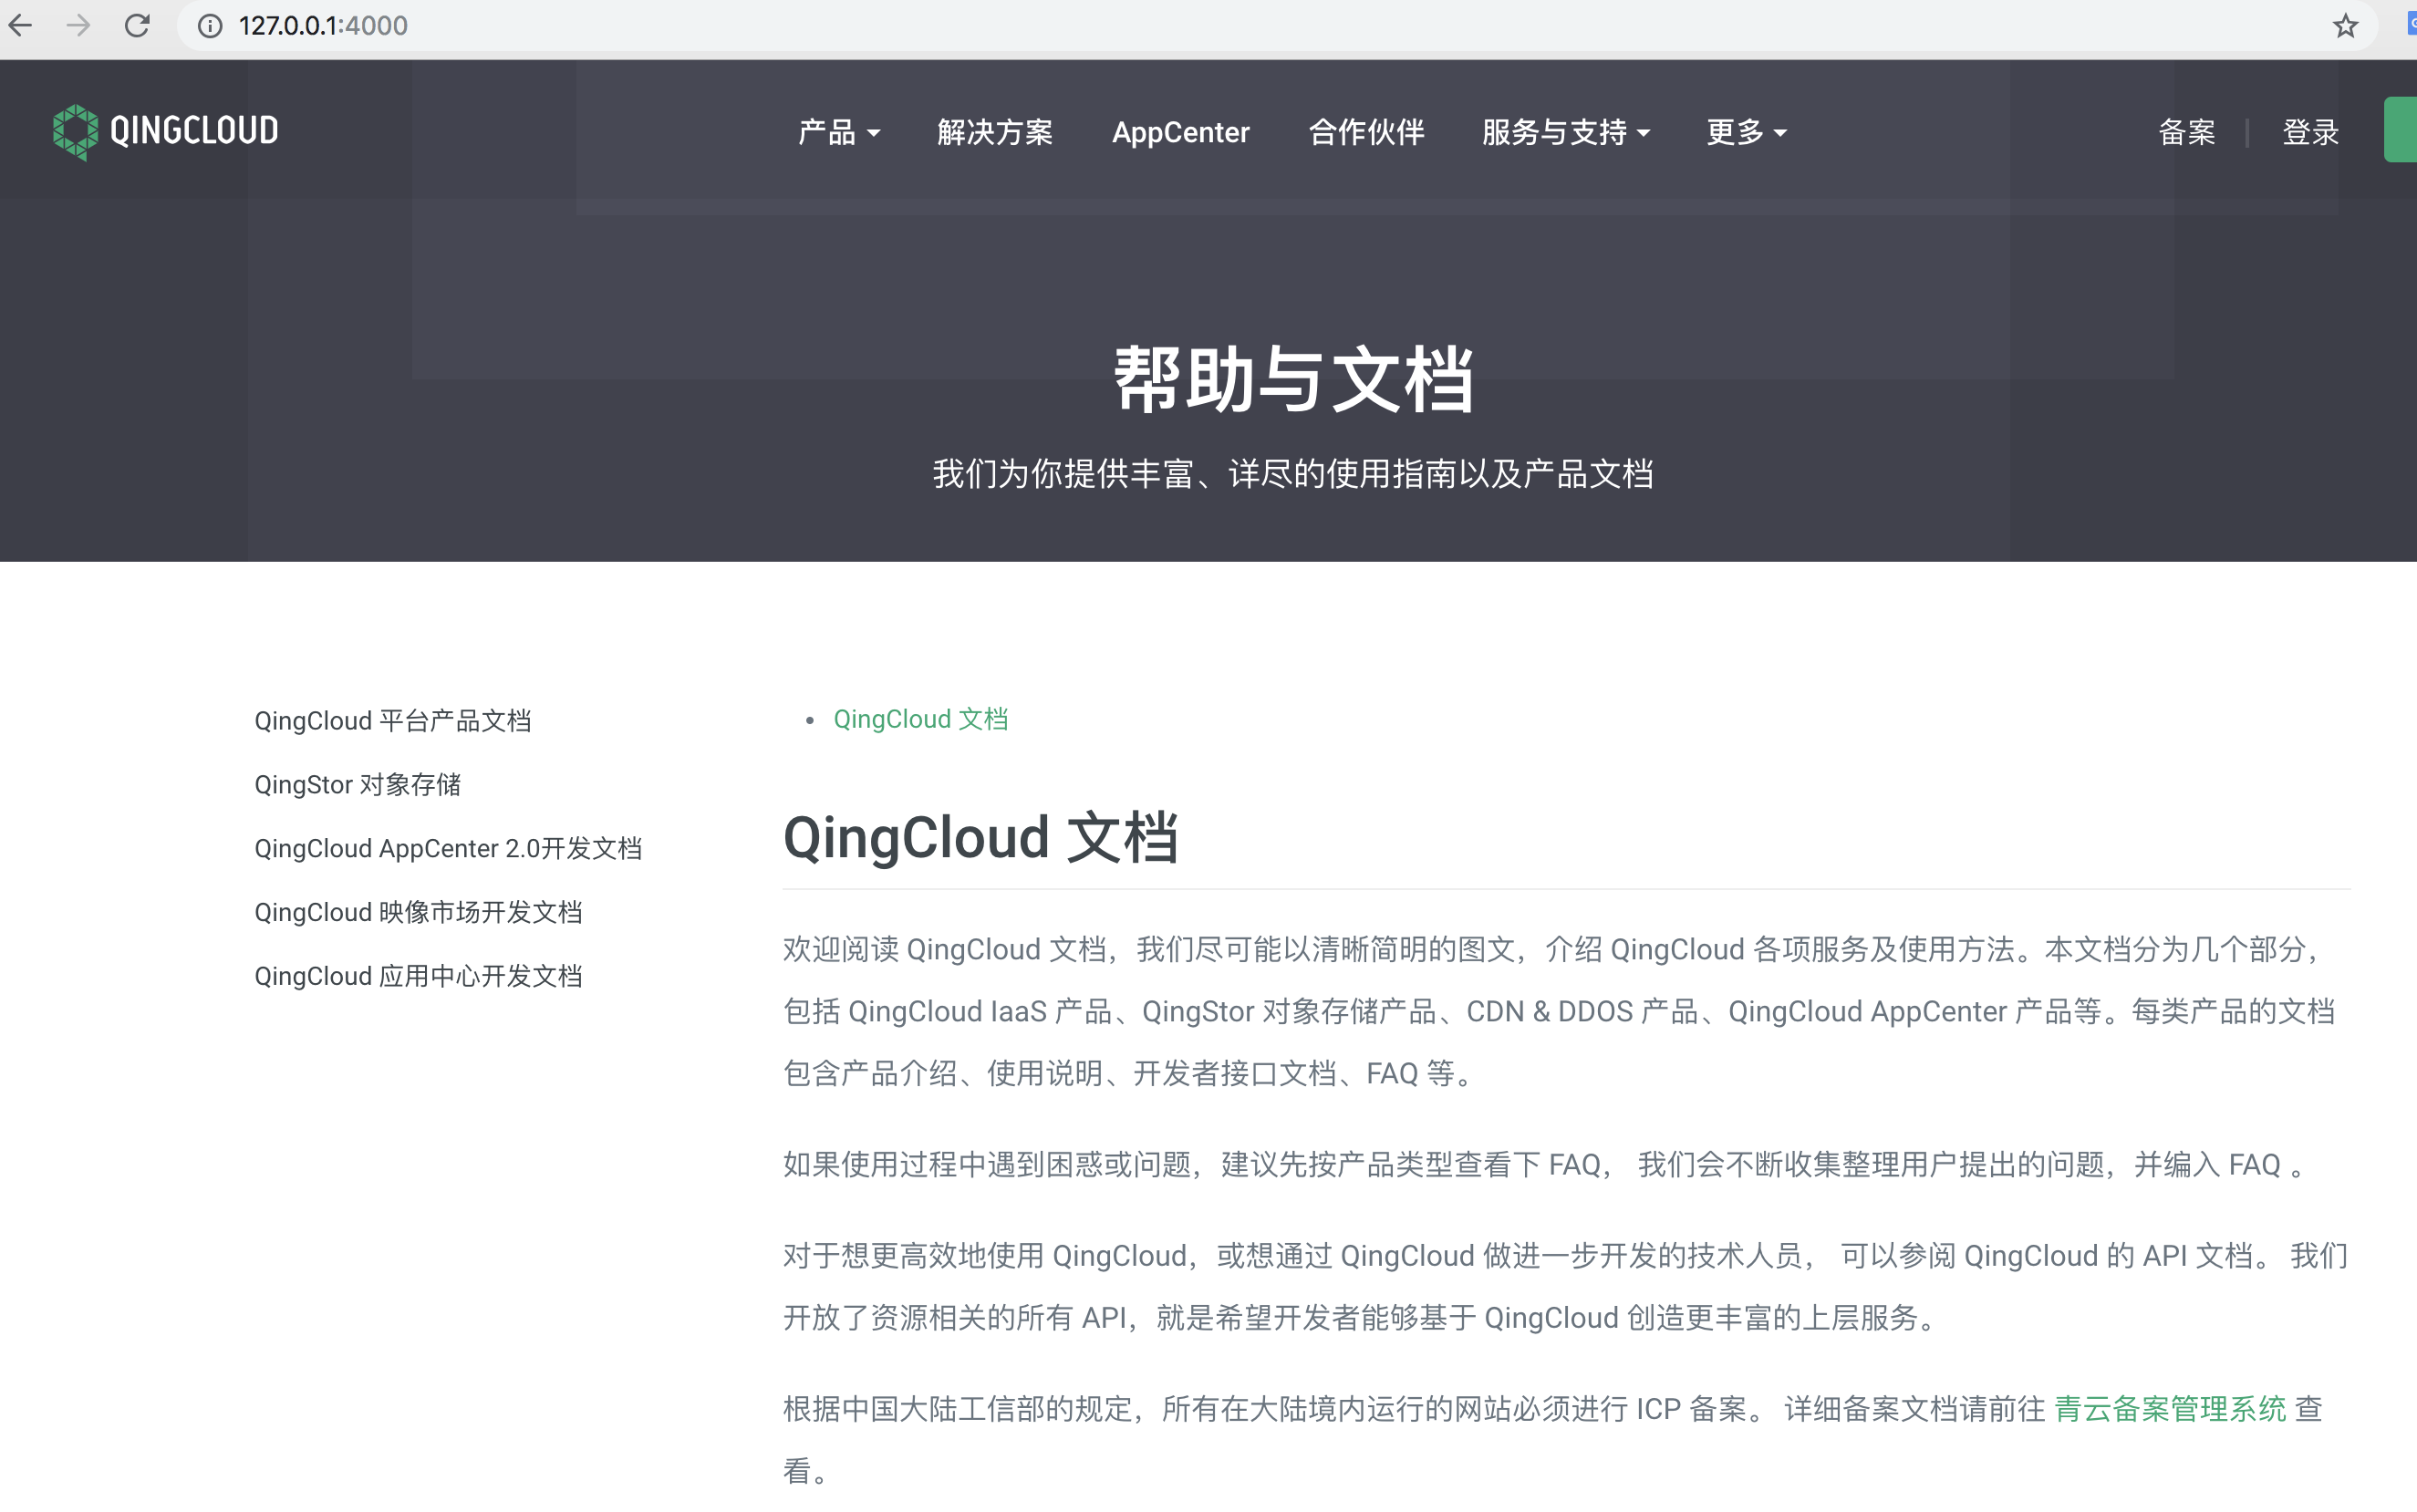 127.0.0.1:4000
QINGCLOUD
产品 解决方案 AppCenter 合作伙伴 服务与支持 更多 备案 | 登录
帮助与文档
我们为你提供丰富、详尽的使用指南以及产品文档
QingCloud 平台产品文档
QingStor 对象存储
QingCloud AppCenter 2.0开发文档
QingCloud 映像市场开发文档
QingCloud 应用中心开发文档
• QingCloud 文档
QingCloud 文档
欢迎阅读 QingCloud 文档，我们尽可能以清晰简明的图文，介绍 QingCloud 各项服务及使用方法。本文档分为几个部分，
包括 QingCloud IaaS 产品、QingStor 对象存储产品、CDN & DDOS 产品、QingCloud AppCenter 产品等。每类产品的文档
包含产品介绍、使用说明、开发者接口文档、FAQ 等。
如果使用过程中遇到困惑或问题，建议先按产品类型查看下 FAQ， 我们会不断收集整理用户提出的问题，并编入 FAQ 。
对于想更高效地使用 QingCloud，或想通过 QingCloud 做进一步开发的技术人员， 可以参阅 QingCloud 的 API 文档。 我们
开放了资源相关的所有 API，就是希望开发者能够基于 QingCloud 创造更丰富的上层服务。
根据中国大陆工信部的规定，所有在大陆境内运行的网站必须进行 ICP 备案。 详细备案文档请前往 青云备案管理系统 查
看。